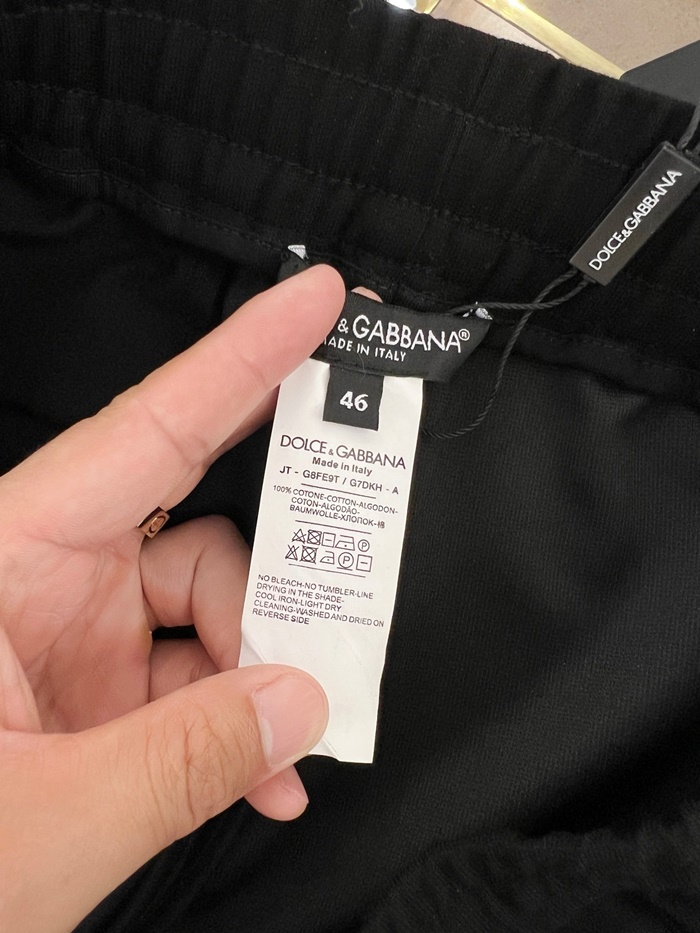 DOLCE&GABBANA
& GABBANA®
MADE IN ITALY
46
DOLCE & GABBANA
Made in Italy
JT - G8FE9T / G7DKH - A
100% COTONE-COTTON-ALGODON-
COTON-ALGODÃO-
BAUMWOLLE-ХЛОПОК-棉
NO BLEACH-NO TUMBLER-LINE
DRYING IN THE SHADE-
COOL IRON-LIGHT DRY
CLEANING-WASHED AND DRIED ON
REVERSE SIDE